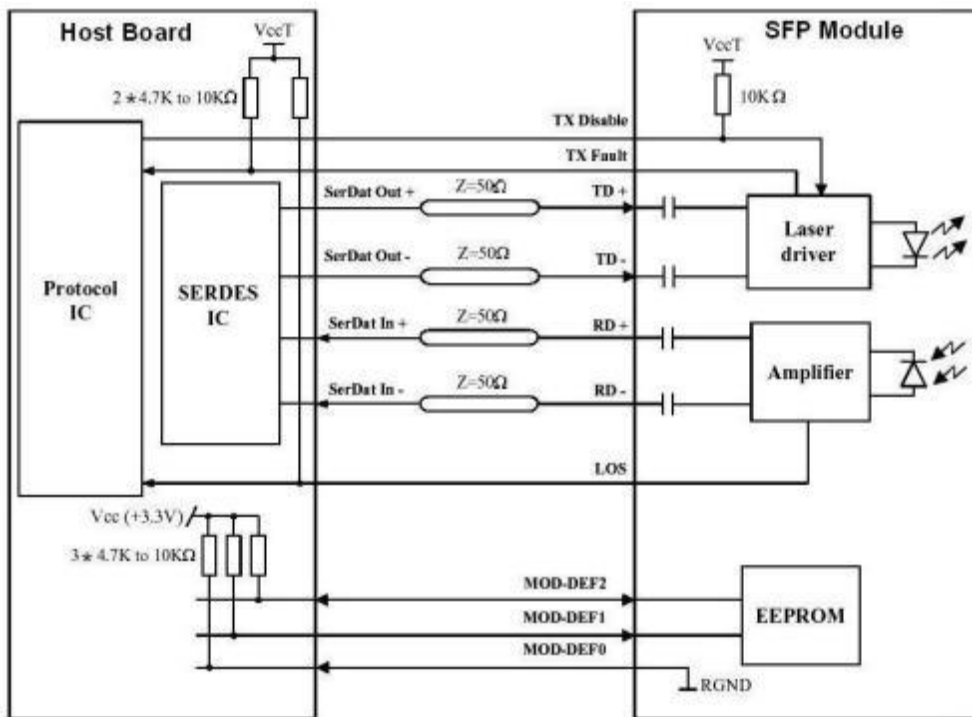 Host Board
SFP Module
VccT
VccT
2*4.7K to 10KΩ
10KΩ
TX Disable
TX Fault
SerDat Out +
Z=50Ω
TD +
SerDat Out -
Z=50Ω
TD -
Laser
driver
Protocol
IC
SERDES
IC
SerDat In +
Z=50Ω
RD +
SerDat In -
Z=50Ω
RD -
Amplifier
LOS
Vcc (+3.3V)
3*4.7K to 10KΩ
MOD-DEF2
MOD-DEF1
MOD-DEF0
EEPROM
RGND